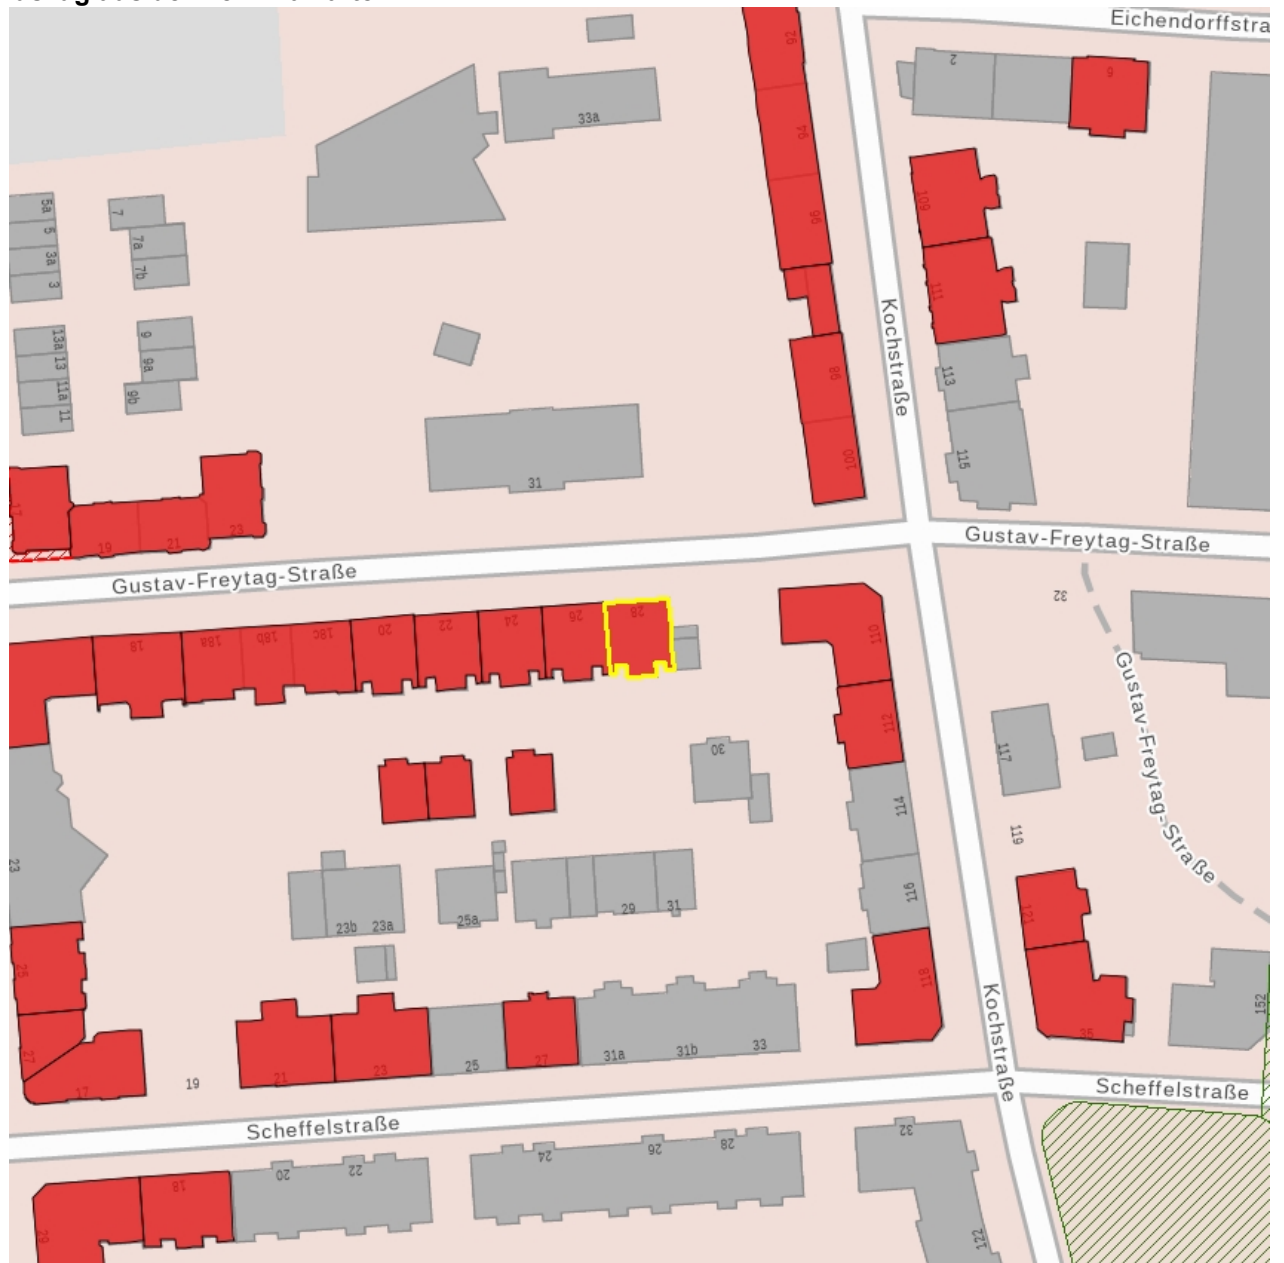 Eichendorffstra
92
2
6
33a
94
5a
5
3a
3
7
7a
7b
96
109
111
Kochstraße
13a
13
11a
11
9
9a
9b
98
113
31
100
115
17
19
21
23
Gustav-Freytag-Straße
Gustav-Freytag-Straße
32
18
18a
18b
18c
20
22
24
26
28
110
Gustav-Freytag-Straße
112
30
117
114
119
23
116
23b
23a
25a
29
31
121
25
118
Kochstraße
152
27
17
19
21
23
25
27
31a
31b
33
35
Scheffelstraße
Scheffelstraße
18
20
22
24
26
28
32
29
122